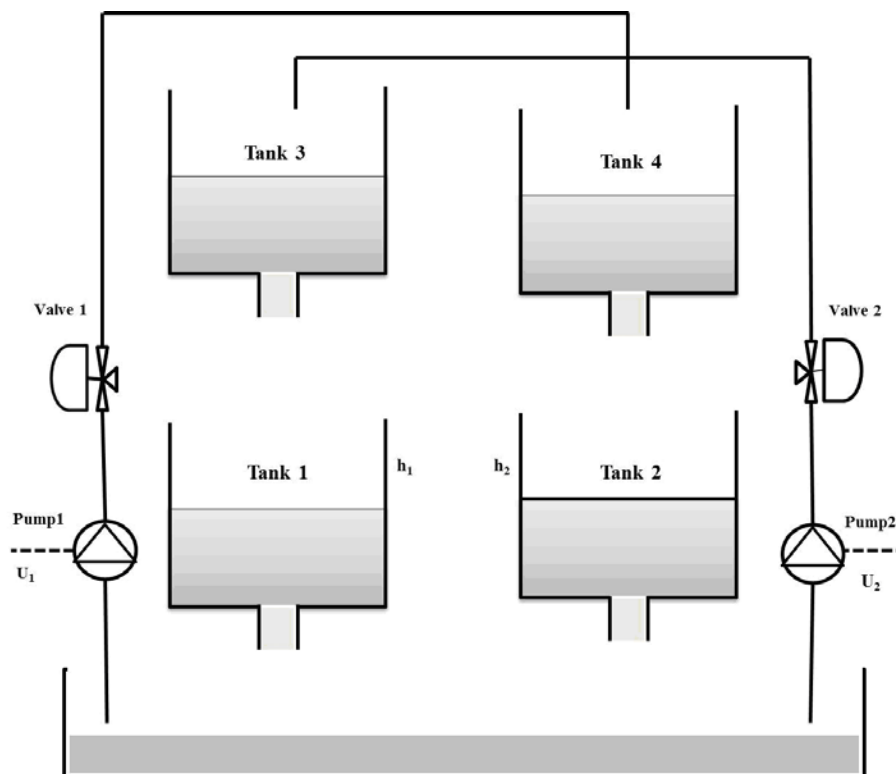 Tank 3
Tank 4
Valve 1
Valve 2
Tank 1
h₁
h₂
Tank 2
Pump1
Pump2
U₁
U₂